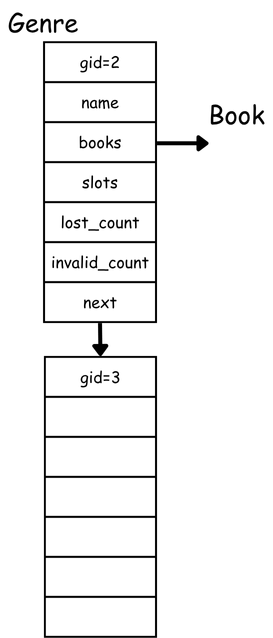 Genre
gid=2
name
books
Book
slots
lost_count
invalid_count
next
gid=3